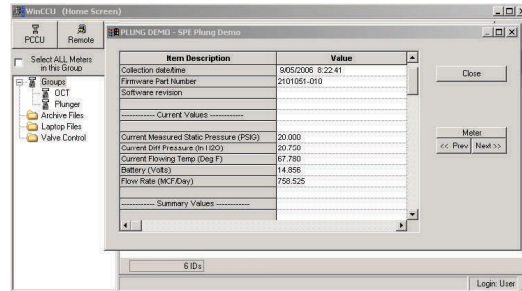 WinCCU (Home Screen)
PCCU
Remote
Select ALL Meters
in this Group
Groups
OCT
Plunger
Archive Files
Laptop Files
Valve Control
PLUNG DEMO - SPE Plung Demo
Item Description Value
Collection date/time 9/05/2006 8:22:41
Firmware Part Number 2101051-010
Software revision
------------ Current Values ------------
Current Measured Static Pressure (PSIG) 20.000
Current Diff Pressure (In H2O) 20.750
Current Flowing Temp (Deg F) 67.780
Battery (Volts) 14.856
Flow Rate (MCF/Day) 758.525
------------ Summary Values ------------
Close
Meter
<< Prev Next >>
6 IDs
Login: User